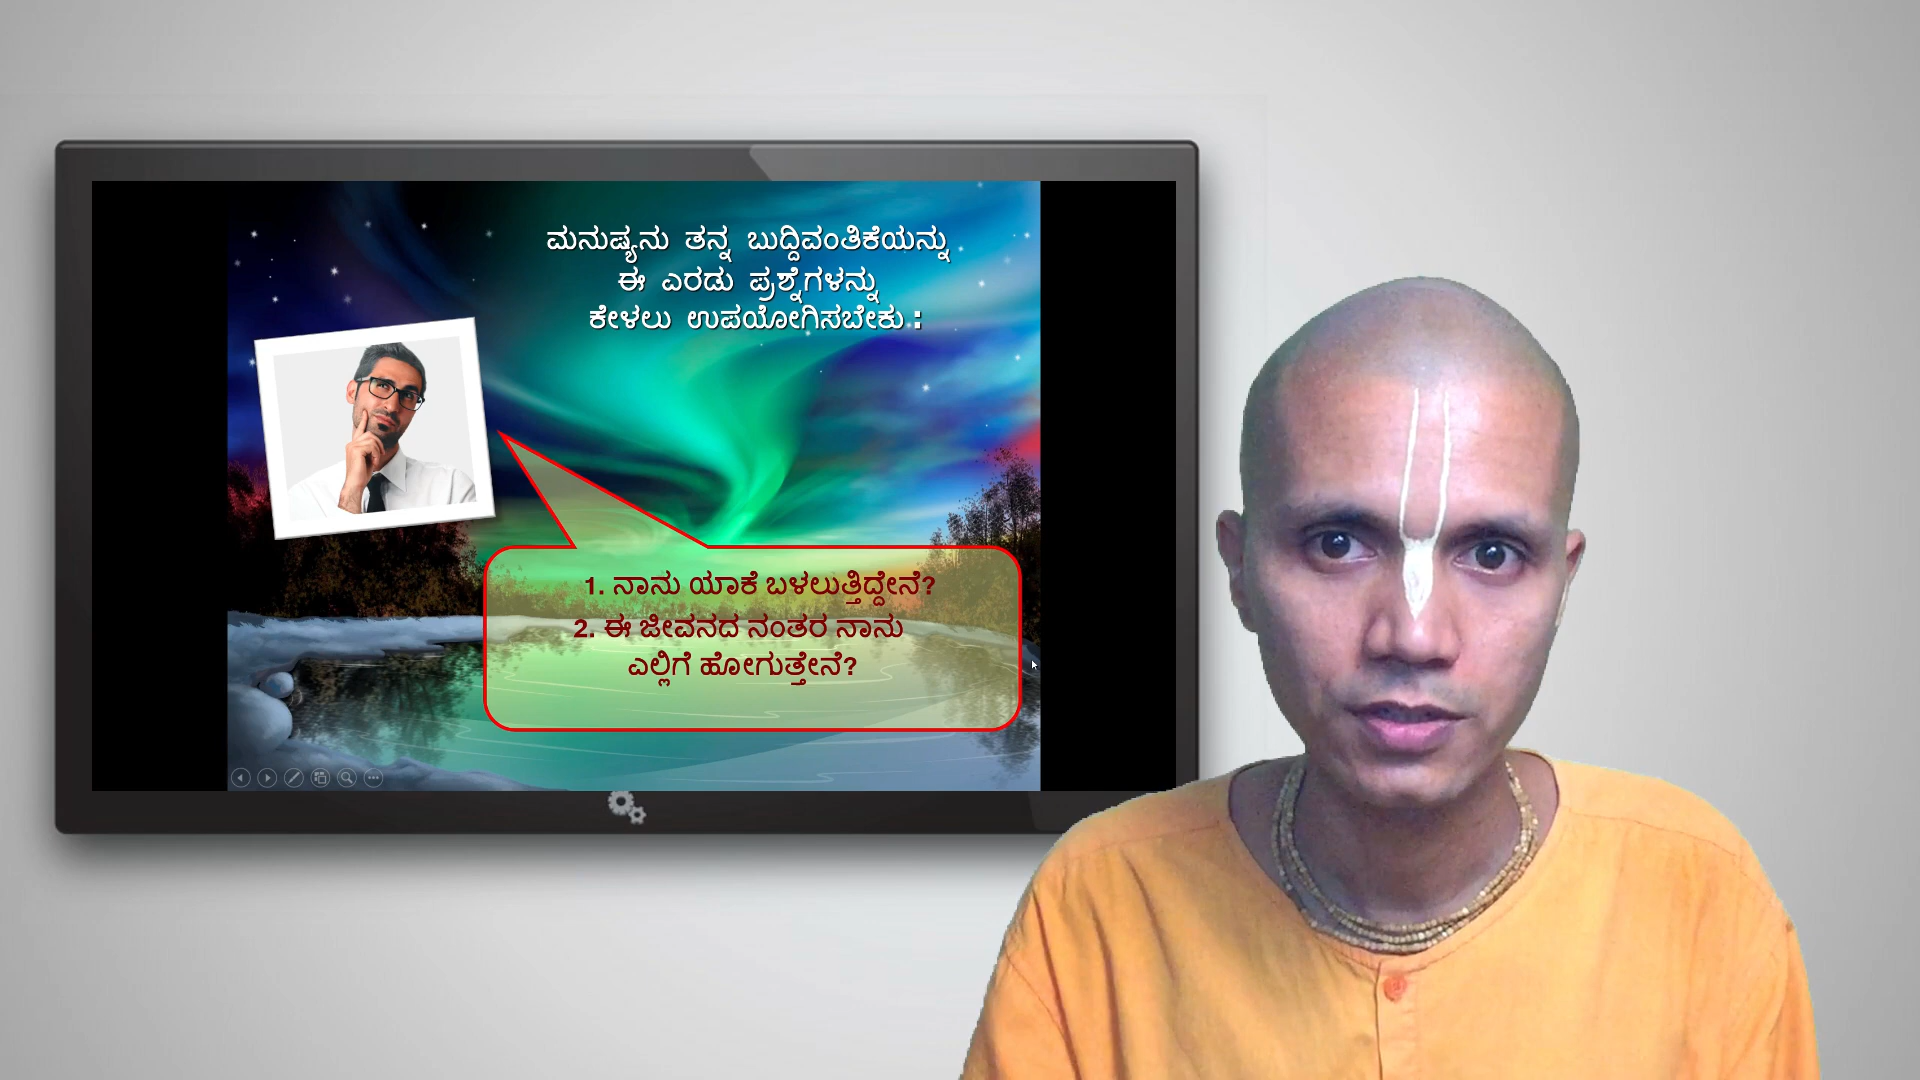 ಮನುಷ್ಯನು ತನ್ನ ಬುದ್ದಿವಂತಿಕೆಯನ್ನು
ಈ ಎರಡು ಪ್ರಶ್ನೆಗಳನ್ನು
ಕೇಳಲು ಉಪಯೋಗಿಸಬೇಕು :
1. ನಾನು ಯಾಕೆ ಬಳಲುತ್ತಿದ್ದೇನೆ?
2. ಈ ಜೀವನದ ನಂತರ ನಾನು
ಎಲ್ಲಿಗೆ ಹೋಗುತ್ತೇನೆ?